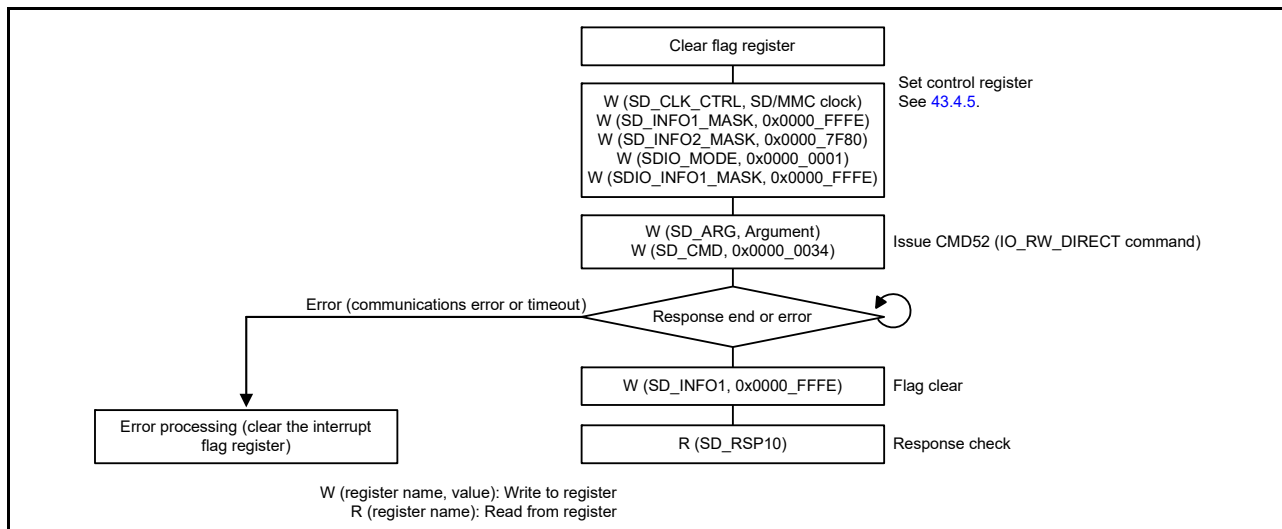 Clear flag register
Set control register
See 43.4.5.
W (SD_CLK_CTRL, SD/MMC clock)
W (SD_INFO1_MASK, 0x0000_FFFE)
W (SD_INFO2_MASK, 0x0000_7F80)
W (SDIO_MODE, 0x0000_0001)
W (SDIO_INFO1_MASK, 0x0000_FFFE)
W (SD_ARG, Argument)
W (SD_CMD, 0x0000_0034)
Issue CMD52 (IO_RW_DIRECT command)
Error (communications error or timeout)
Response end or error
W (SD_INFO1, 0x0000_FFFE)
Flag clear
Error processing (clear the interrupt
flag register)
R (SD_RSP10)
Response check
W (register name, value): Write to register
R (register name): Read from register